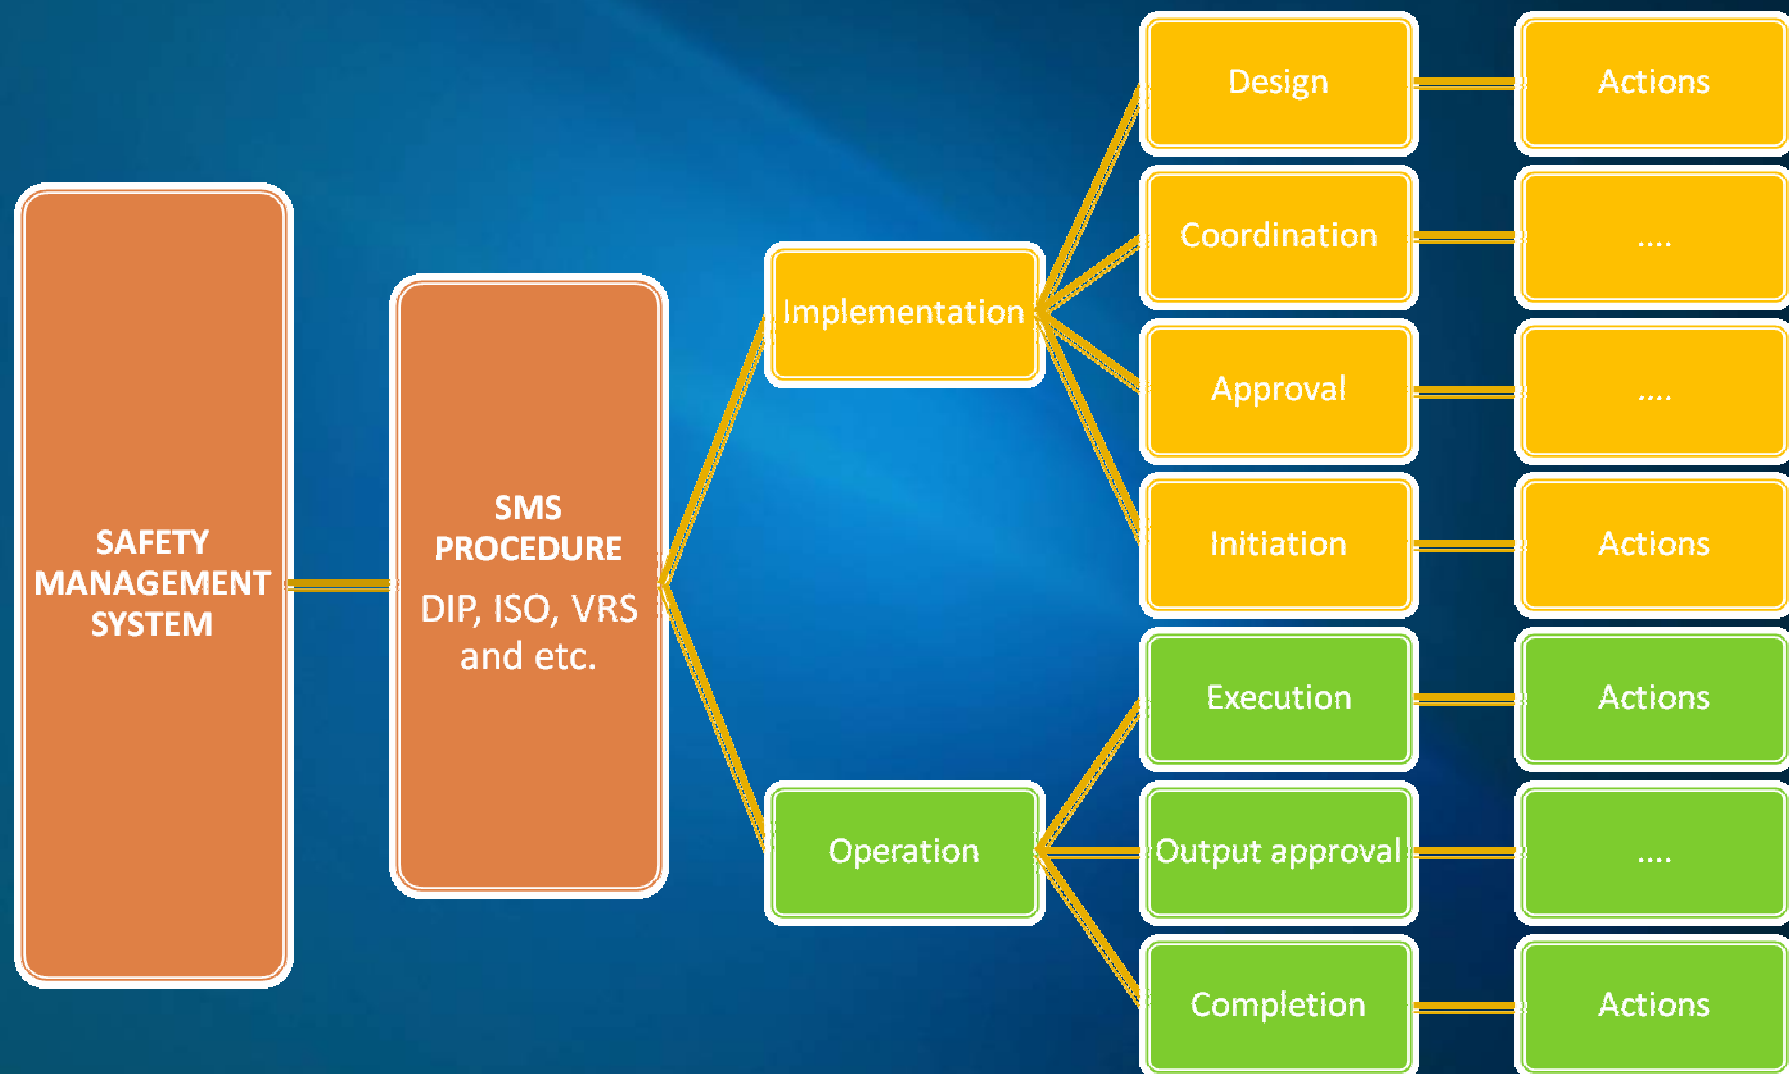 SAFETY
MANAGEMENT
SYSTEM
SMS
PROCEDURE
DIP, ISO, VRS
and etc.
Implementation
Design
Actions
Coordination
....
Approval
....
Initiation
Actions
Operation
Execution
Actions
Output approval
....
Completion
Actions